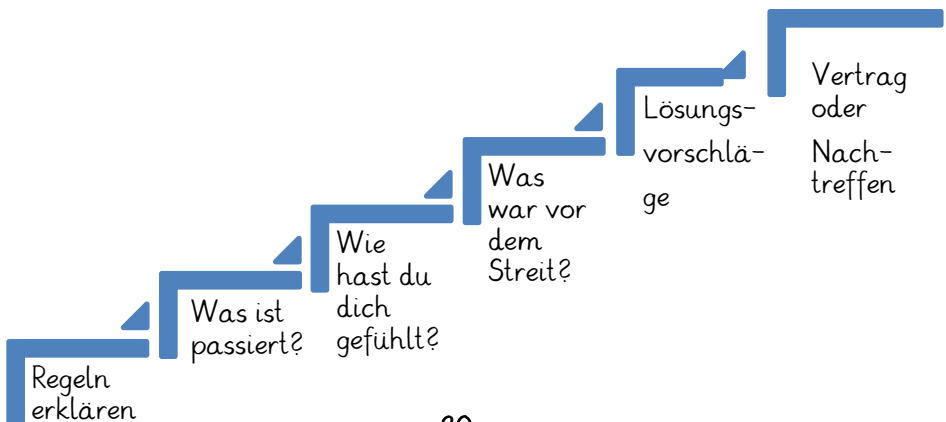 Regeln
erklären
Was ist
passiert?
Wie
hast du
dich
gefühlt?
Was
war vor
dem
Streit?
Lösungs-
vorschlä-
ge
Vertrag
oder
Nach-
treffen